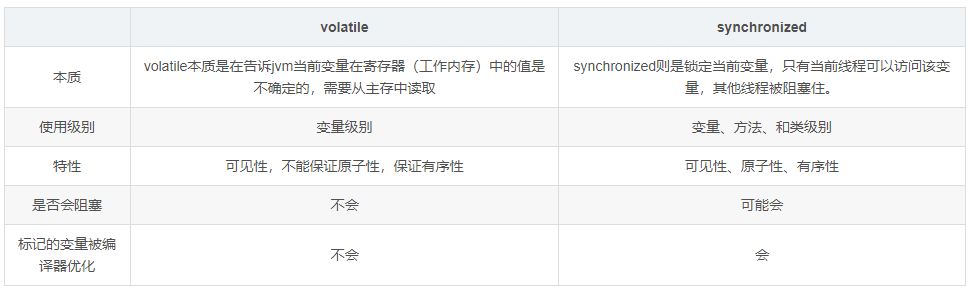 volatile synchronized
本质 volatile本质是在告诉jvm当前变量在寄存器（工作内存）中的值是
不确定的，需要从主存中读取 synchronized则是锁定当前变量，只有当前线程可以访问该变
量，其他线程被阻塞住。
使用级别 变量级别 变量、方法、和类级别
特性 可见性，不能保证原子性，保证有序性 可见性、原子性、有序性
是否会阻塞 不会 可能会
标记的变量被编
译器优化 不会 会